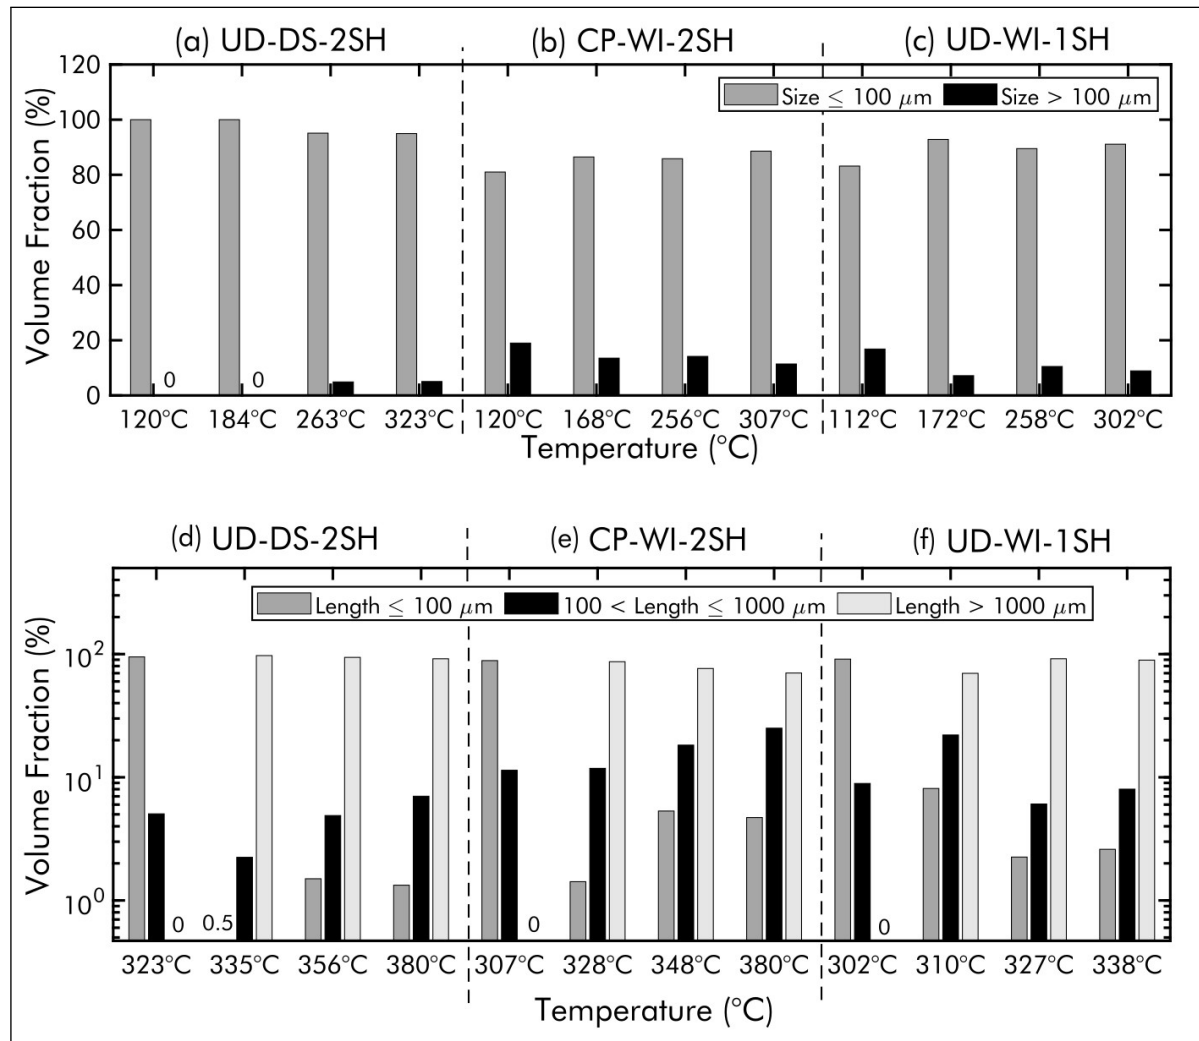 (a) UD-DS-2SH (b) CP-WI-2SH (c) UD-WI-1SH
Size ≤ 100 μm Size > 100 μm
Volume Fraction (%)
120
100
80
60
40
20
0
0 0
120°C 184°C 263°C 323°C 120°C 168°C 256°C 307°C 112°C 172°C 258°C 302°C
Temperature (°C)
(d) UD-DS-2SH (e) CP-WI-2SH (f) UD-WI-1SH
Length ≤ 100 μm 100 < Length ≤ 1000 μm Length > 1000 μm
Volume Fraction (%)
10²
10¹
10⁰
0 0.5 0 0
323°C 335°C 356°C 380°C 307°C 328°C 348°C 380°C 302°C 310°C 327°C 338°C
Temperature (°C)